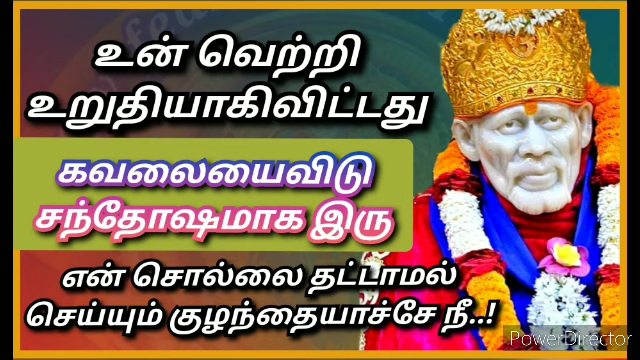 உன் வெற்றி
உறுதியாகிவிட்டது
கவலையைவிடு
சந்தோஷமாக இரு
என் சொல்லை தட்டாமல்
செய்யும் குழந்தையாச்சே நீ..!
PowerDirector